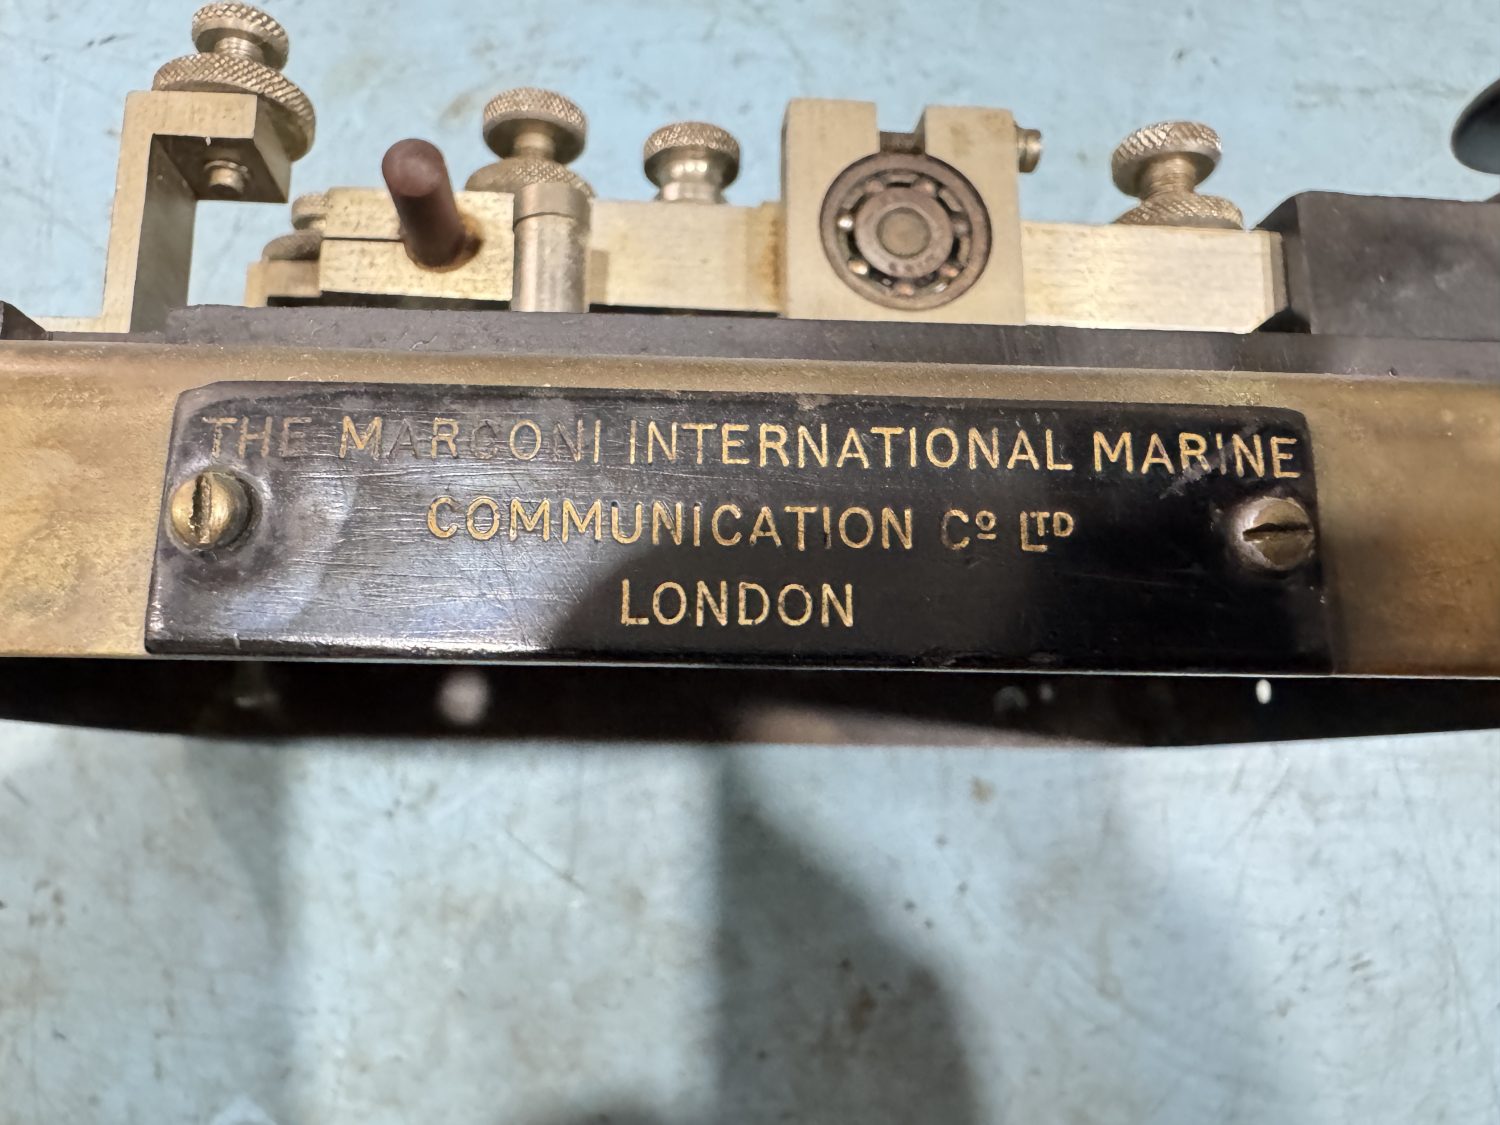 THE MARCONI INTERNATIONAL MARINE
COMMUNICATION Cº LTD
LONDON